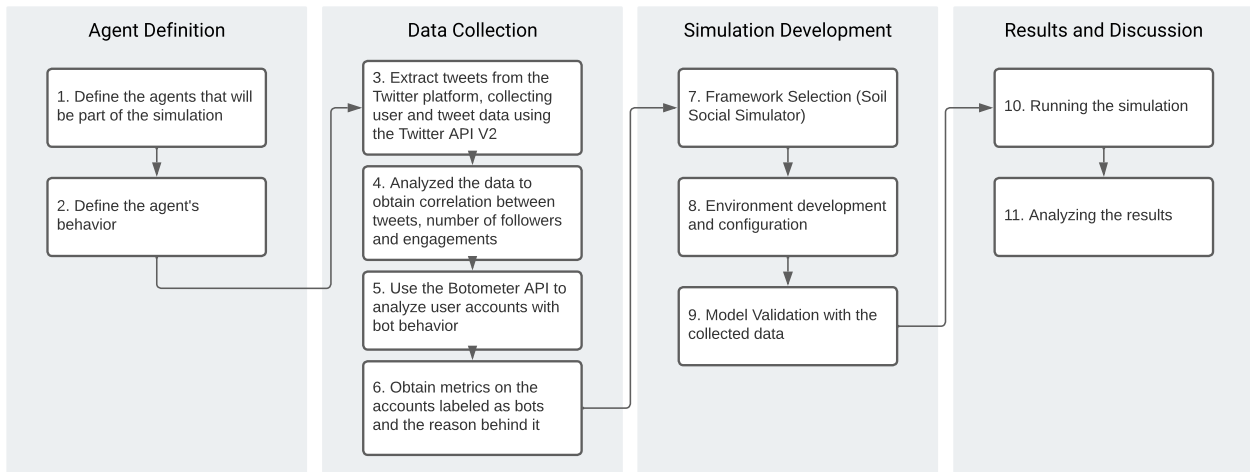 Agent Definition
1. Define the agents that will
be part of the simulation
2. Define the agent's
behavior
Data Collection
3. Extract tweets from the
Twitter platform, collecting
user and tweet data using
the Twitter API V2
4. Analyzed the data to
obtain correlation between
tweets, number of followers
and engagements
5. Use the Botometer API to
analyze user accounts with
bot behavior
6. Obtain metrics on the
accounts labeled as bots
and the reason behind it
Simulation Development
7. Framework Selection (Soil
Social Simulator)
8. Environment development
and configuration
9. Model Validation with the
collected data
Results and Discussion
10. Running the simulation
11. Analyzing the results